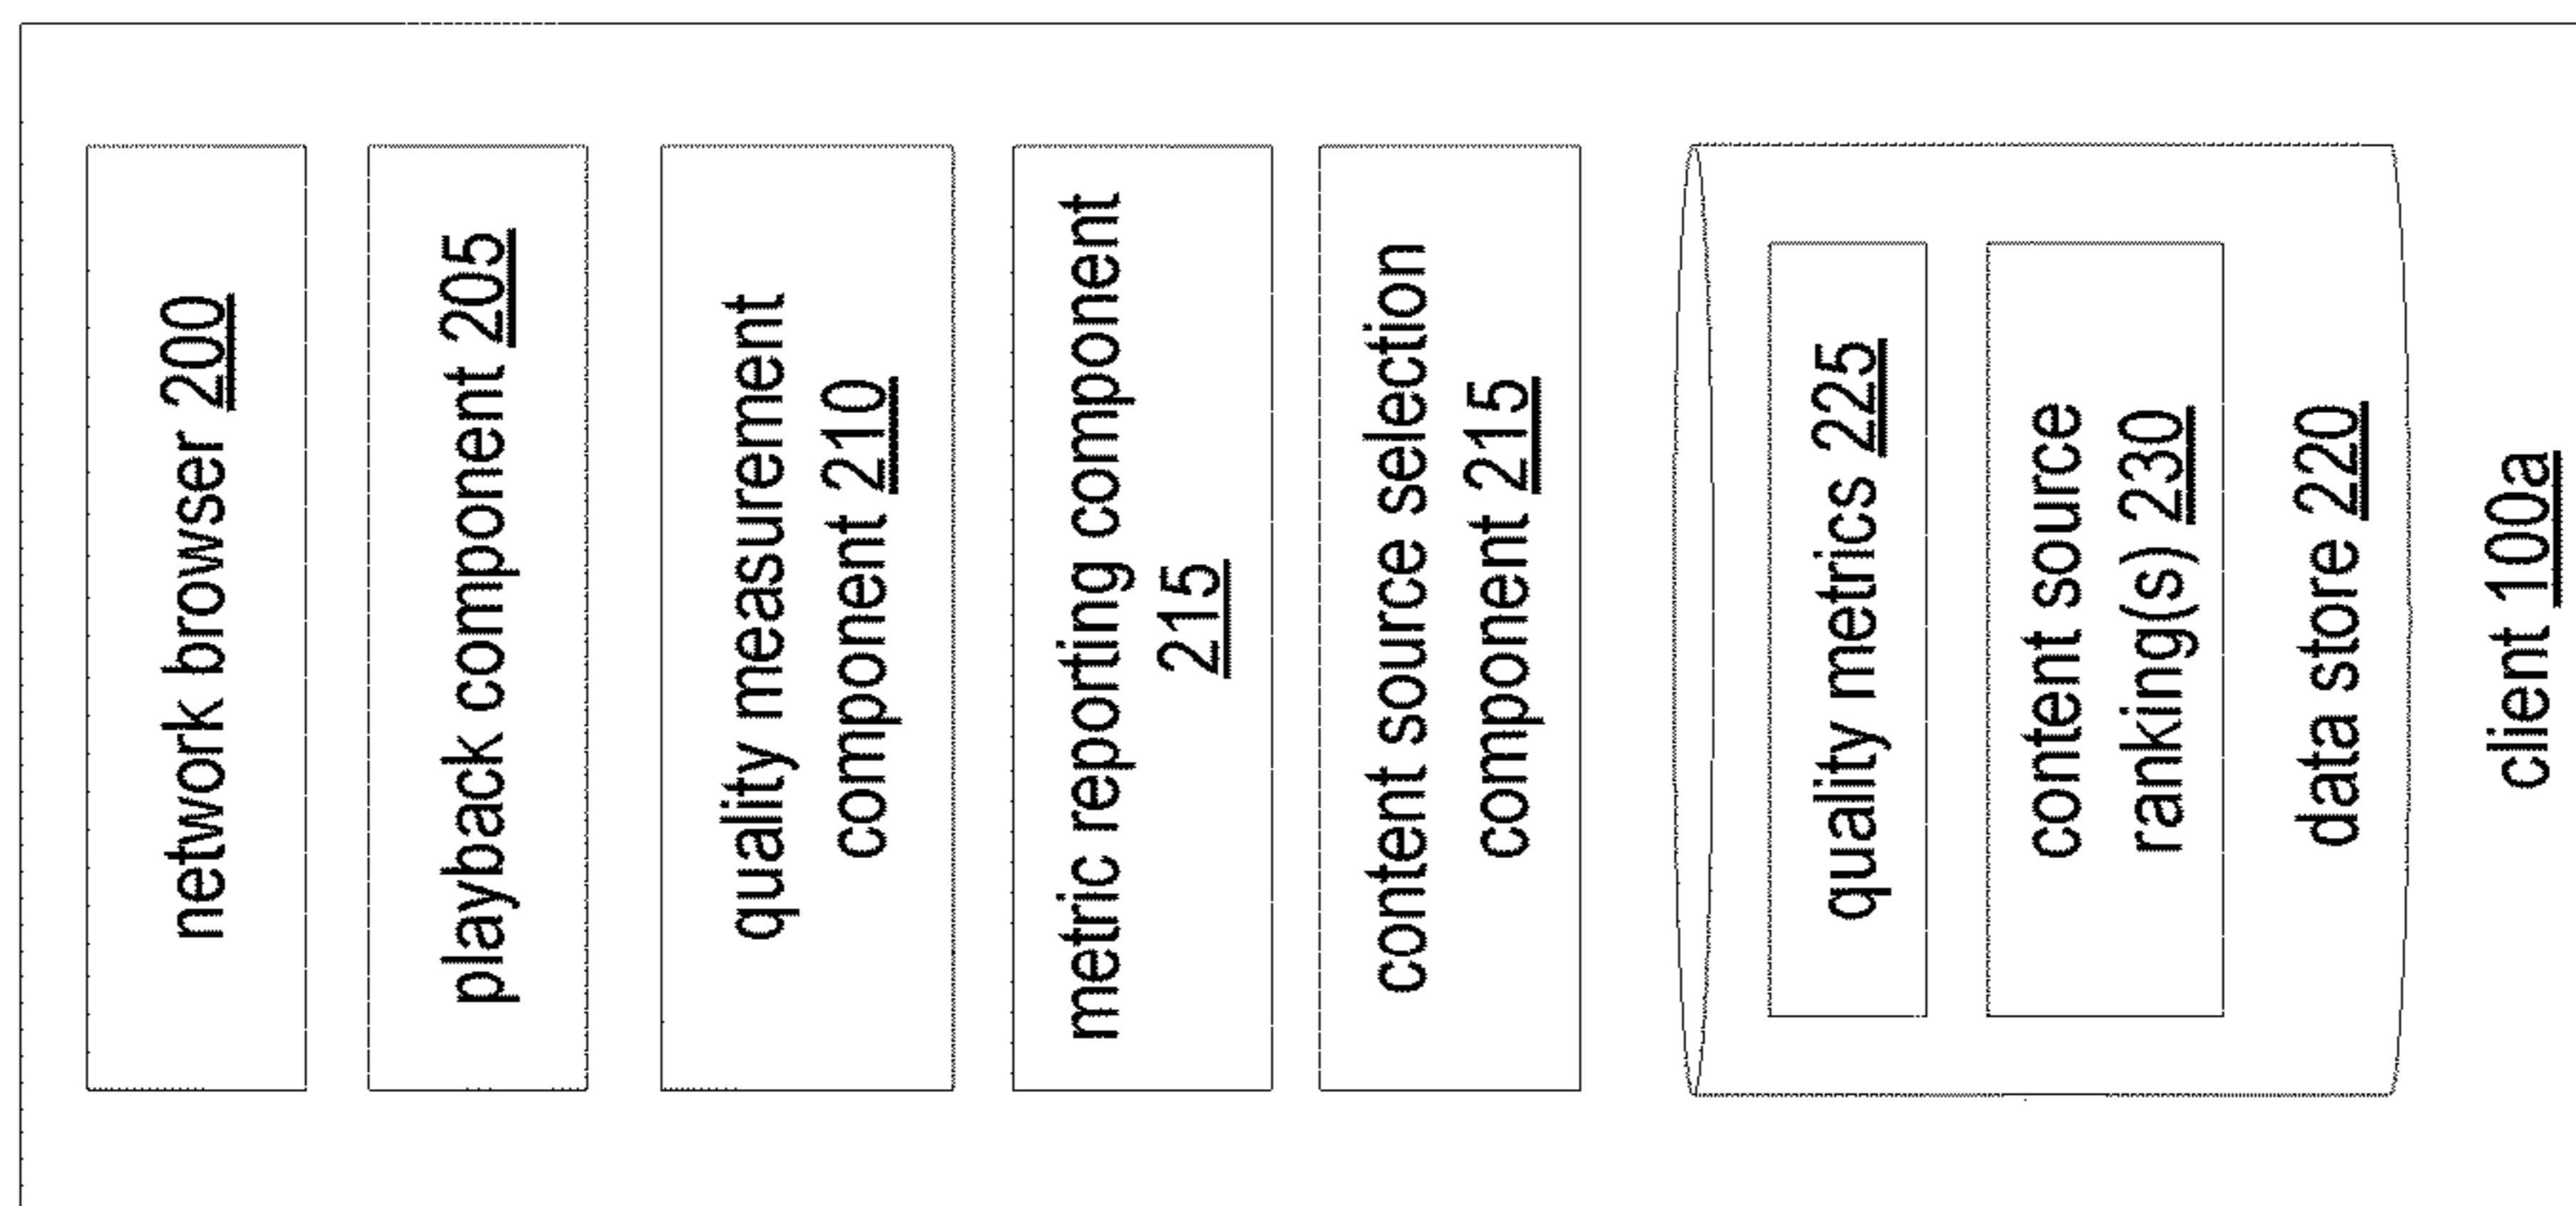 network browser 200
playback component 205
quality measurement
component 210
metric reporting component
215
content source selection
component 215
quality metrics 225
content source
ranking(s) 230
data store 220
client 100a